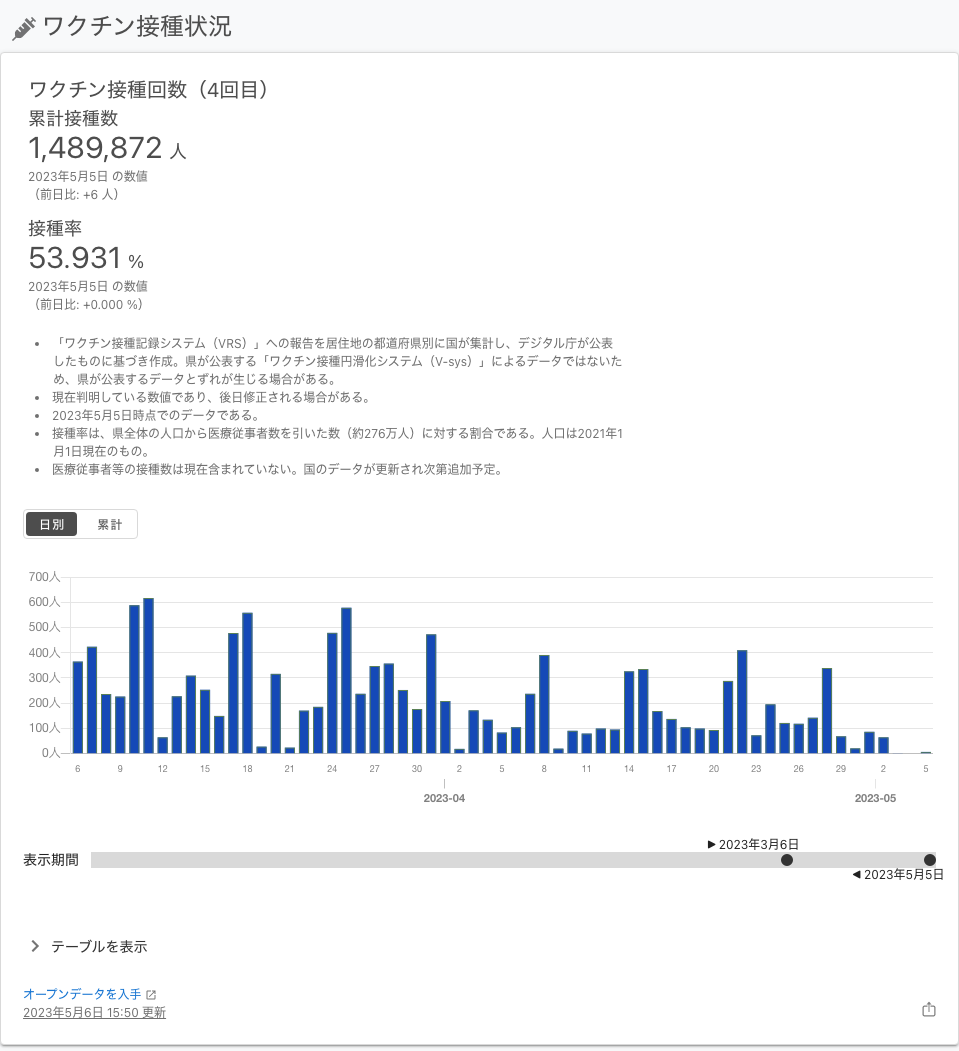 ワクチン接種状況
ワクチン接種回数（4回目）
累計接種数
1,489,872 人
2023年5月5日 の数値
（前日比: +6 人）
接種率
53.931 %
2023年5月5日 の数値
（前日比: +0.000 %）
• 「ワクチン接種記録システム（VRS）」への報告を居住地の都道府県別に国が集計し、デジタル庁が公表
したものに基づき作成。県が公表する「ワクチン接種円滑化システム（V-sys）」によるデータではないた
め、県が公表するデータとずれが生じる場合がある。
• 現在判明している数値であり、後日修正される場合がある。
• 2023年5月5日時点でのデータである。
• 接種率は、県全体の人口から医療従事者数を引いた数（約276万人）に対する割合である。人口は2021年1
月1日現在のもの。
• 医療従事者等の接種数は現在含まれていない。国のデータが更新され次第追加予定。
日別 累計
700人
600人
500人
400人
300人
200人
100人
0人
6 9 12 15 18 21 24 27 30 2 5 8 11 14 17 20 23 26 29 2 5
2023-04 2023-05
▶ 2023年3月6日
表示期間
◀ 2023年5月5日
テーブルを表示
オープンデータを入手
2023年5月6日 15:50 更新